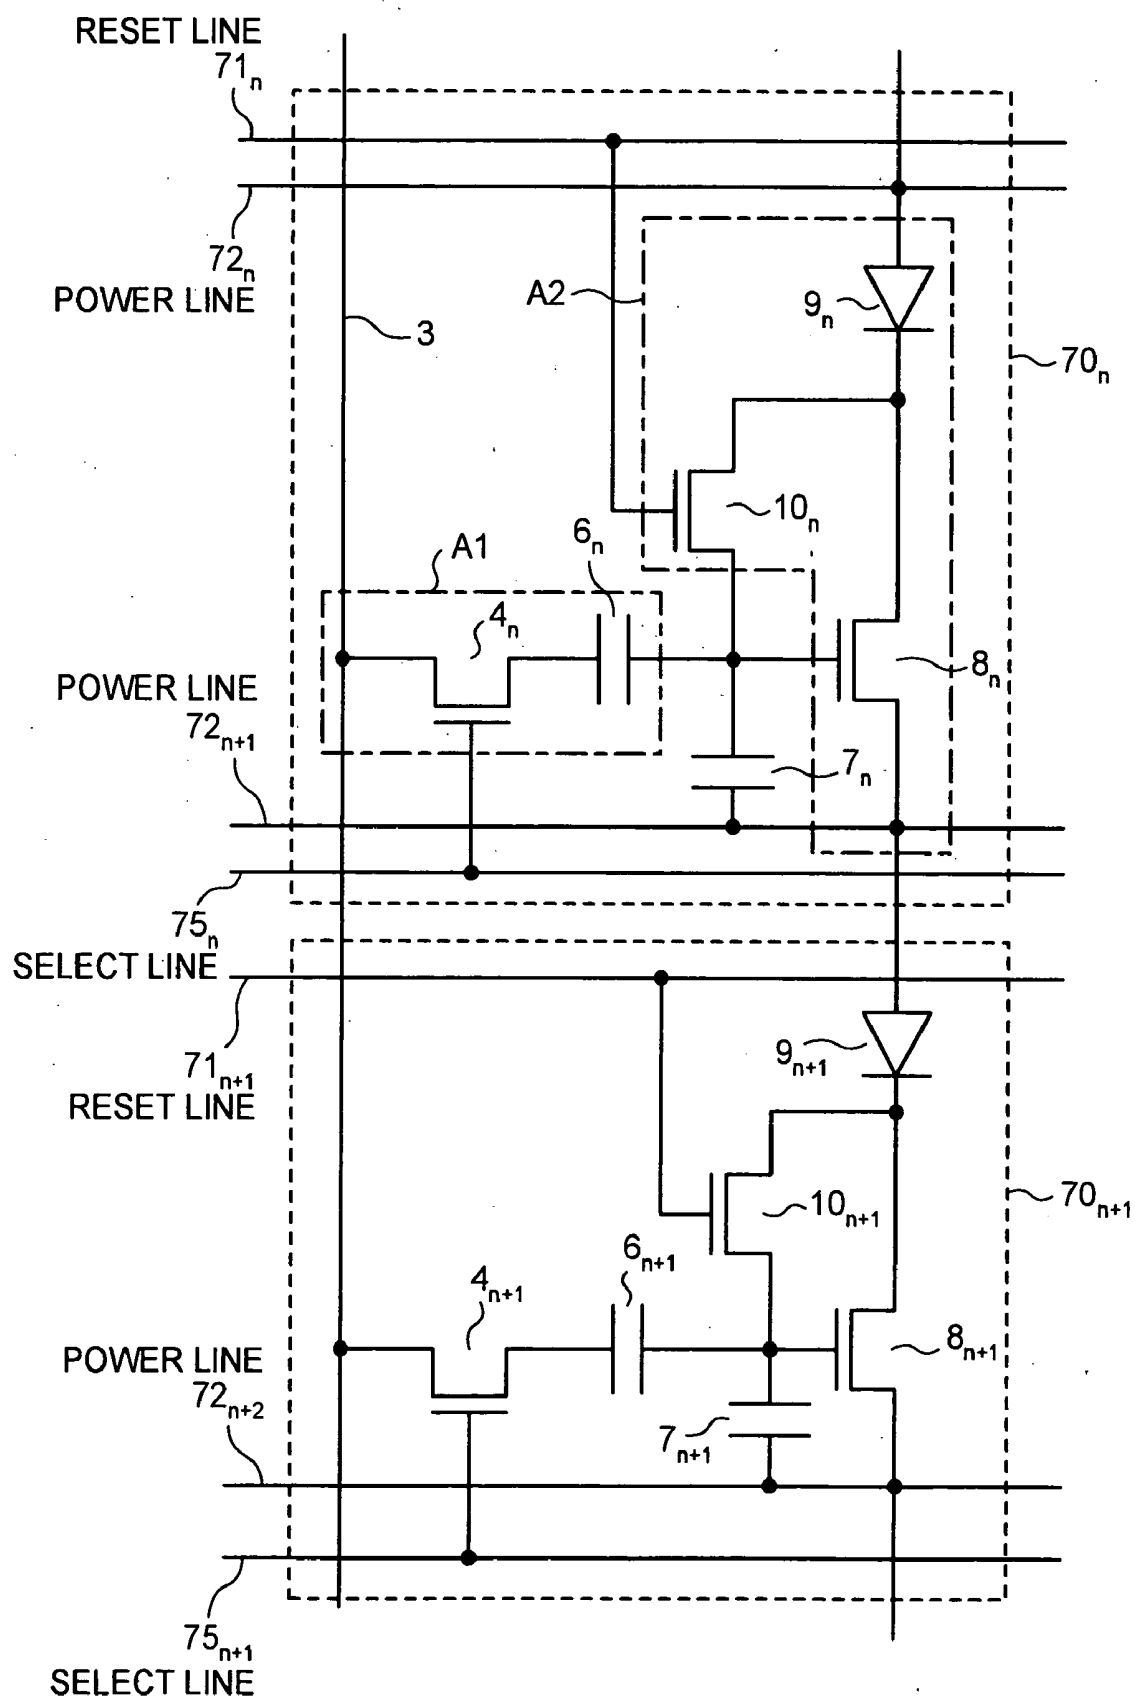 RESET LINE
71n
72n
POWER LINE
A2
9n
3
70n
10n
6n
A1
4n
8n
POWER LINE
72n+1
7n
75n
SELECT LINE
71n+1
RESET LINE
9n+1
10n+1
70n+1
6n+1
4n+1
8n+1
POWER LINE
72n+2
7n+1
75n+1
SELECT LINE